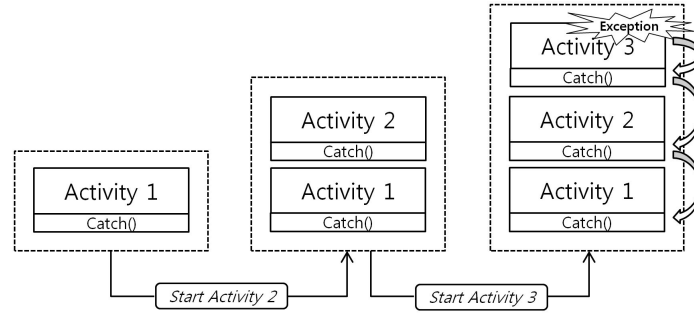 Activity 1
Catch()
Activity 2
Catch()
Activity 1
Catch()
Exception
Activity 3
Catch()
Activity 2
Catch()
Activity 1
Catch()
Start Activity 2
Start Activity 3